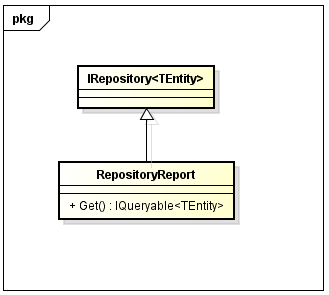 pkg
IRepository<TEntity>
RepositoryReport
+ Get() : IQueryable<TEntity>